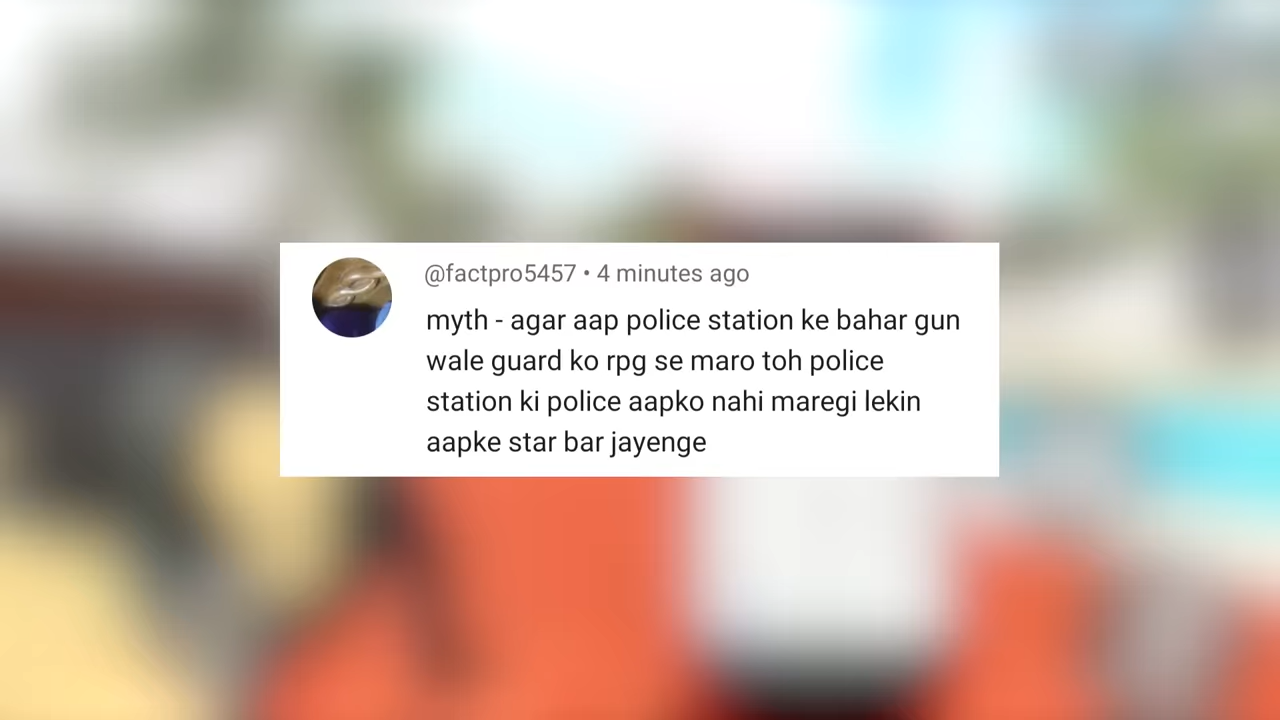 @factpro5457 • 4 minutes ago
myth - agar aap police station ke bahar gun
wale guard ko rpg se maro toh police
station ki police aapko nahi maregi lekin
aapke star bar jayenge